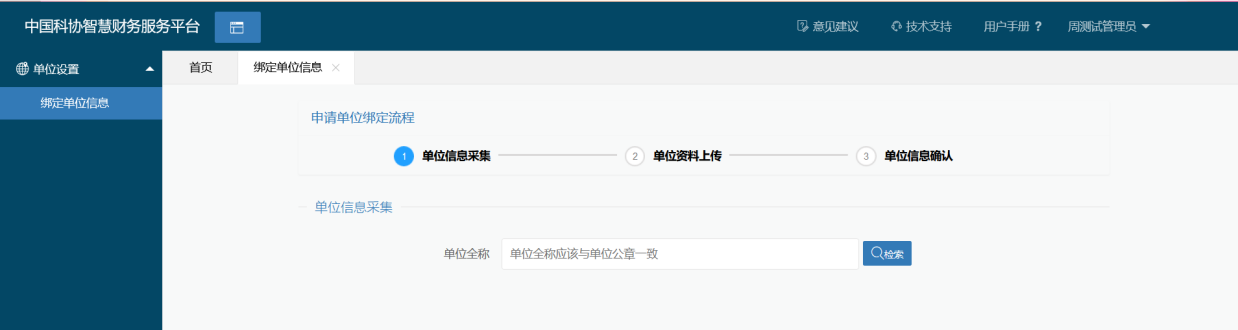 中国科协智慧财务服务平台 意见建议 技术支持 用户手册 ? 周测试管理员
单位设置 首页 绑定单位信息 ×
绑定单位信息
申请单位绑定流程
1 单位信息采集 2 单位资料上传 3 单位信息确认
单位信息采集
单位全称 单位全称应该与单位公章一致 检索